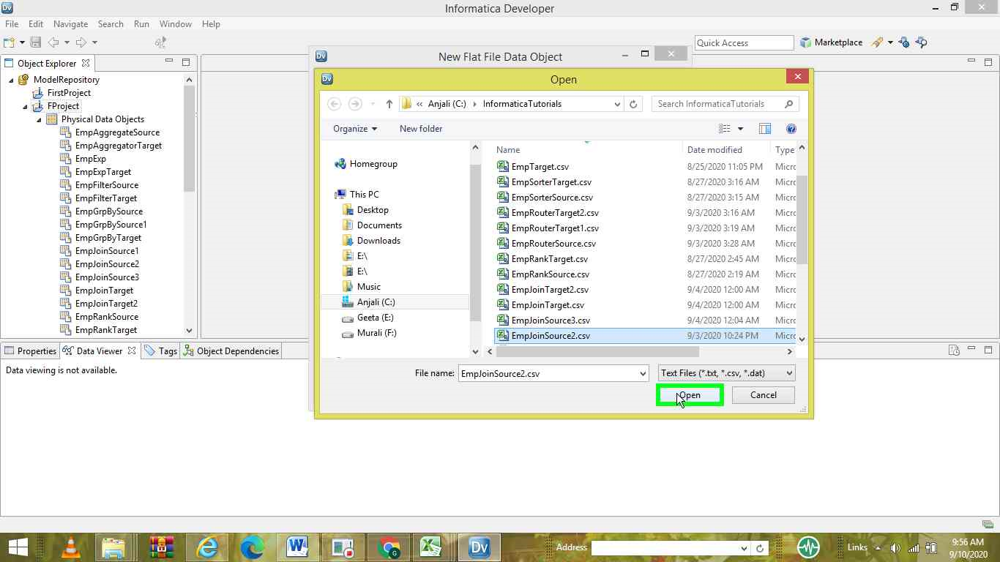 Informatica Developer
File Edit Navigate Search Run Window Help
Quick Access
Marketplace
Object Explorer
ModelRepository
FirstProject
FProject
Physical Data Objects
EmpAggregateSource
EmpAggregatorTarget
EmpExp
EmpExpTarget
EmpFilterSource
EmpFilterTarget
EmpGrpBySource
EmpGrpBySource1
EmpGrpByTarget
EmpJoinSource1
EmpJoinSource2
EmpJoinSource3
EmpJoinTarget
EmpJoinTarget2
EmpRankSource
EmpRankTarget
Dv New Flat File Data Object
Dv Open
« Anjali (C:) InformaticaTutorials
Search InformaticaTutorials
Organize New folder
Homegroup
This PC
Desktop
Documents
Downloads
E:\
E:\
Music
Anjali (C:)
Geeta (E:)
Murali (F:)
Name Date modified Type
EmpTarget.csv 8/25/2020 11:05 PM Micro
EmpSorterTarget.csv 8/27/2020 3:16 AM Micro
EmpSorterSource.csv 8/27/2020 3:15 AM Micro
EmpRouterTarget2.csv 9/3/2020 3:16 AM Micro
EmpRouterTarget1.csv 9/3/2020 3:19 AM Micro
EmpRouterSource.csv 9/3/2020 3:28 AM Micro
EmpRankTarget.csv 8/27/2020 2:45 AM Micro
EmpRankSource.csv 8/27/2020 2:19 AM Micro
EmpJoinTarget2.csv 9/4/2020 12:00 AM Micro
EmpJoinTarget.csv 9/4/2020 12:00 AM Micro
EmpJoinSource3.csv 9/4/2020 12:04 AM Micro
EmpJoinSource2.csv 9/3/2020 10:24 PM Micro
File name: EmpJoinSource2.csv
Text Files (*.txt, *.csv, *.dat)
Open Cancel
Properties Data Viewer Tags Object Dependencies
Data viewing is not available.
Dv
Address
Links
9:56 AM
9/10/2020